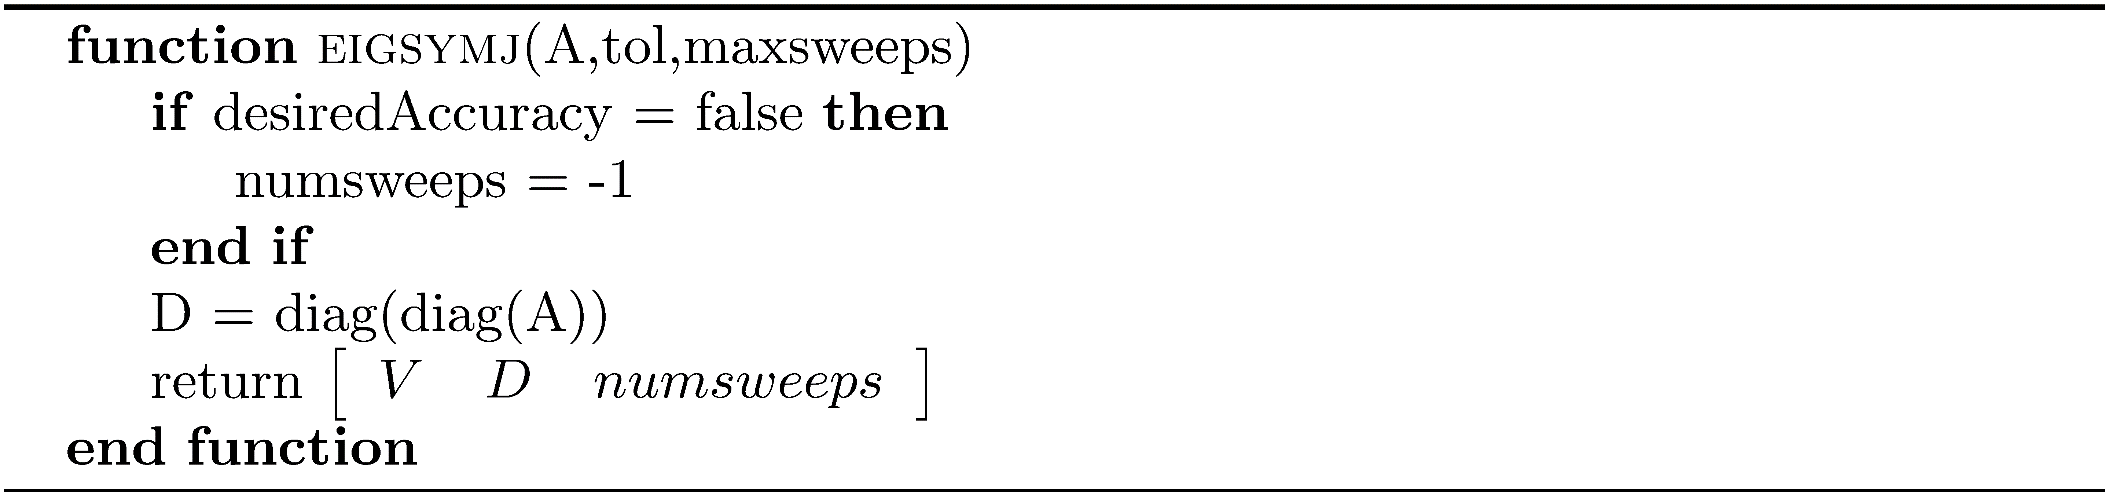 function EIGSYMJ(A,tol,maxsweeps)
if desiredAccuracy = false then
numsweeps = -1
end if
D = diag(diag(A))
return [ V D numsweeps ]
end function